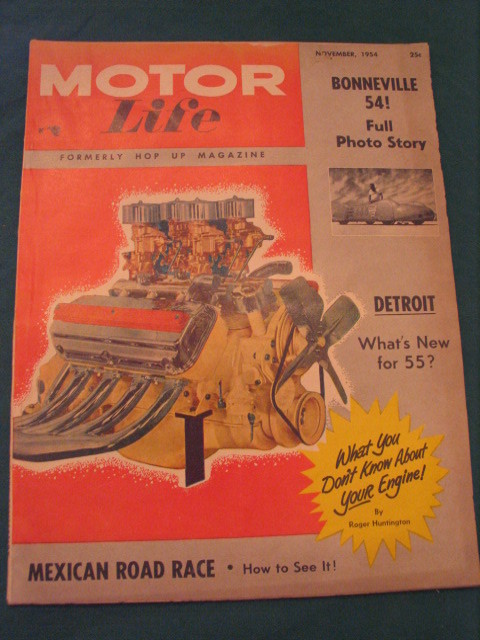 NOVEMBER, 1954 35¢
MOTOR
Life
FORMERLY HOP UP MAGAZINE
BONNEVILLE
54!
Full
Photo Story
DETROIT
What's New
for 55?
What You
Don't Know About
YOUR Engine!
By
Roger Huntington
MEXICAN ROAD RACE • How to See It!